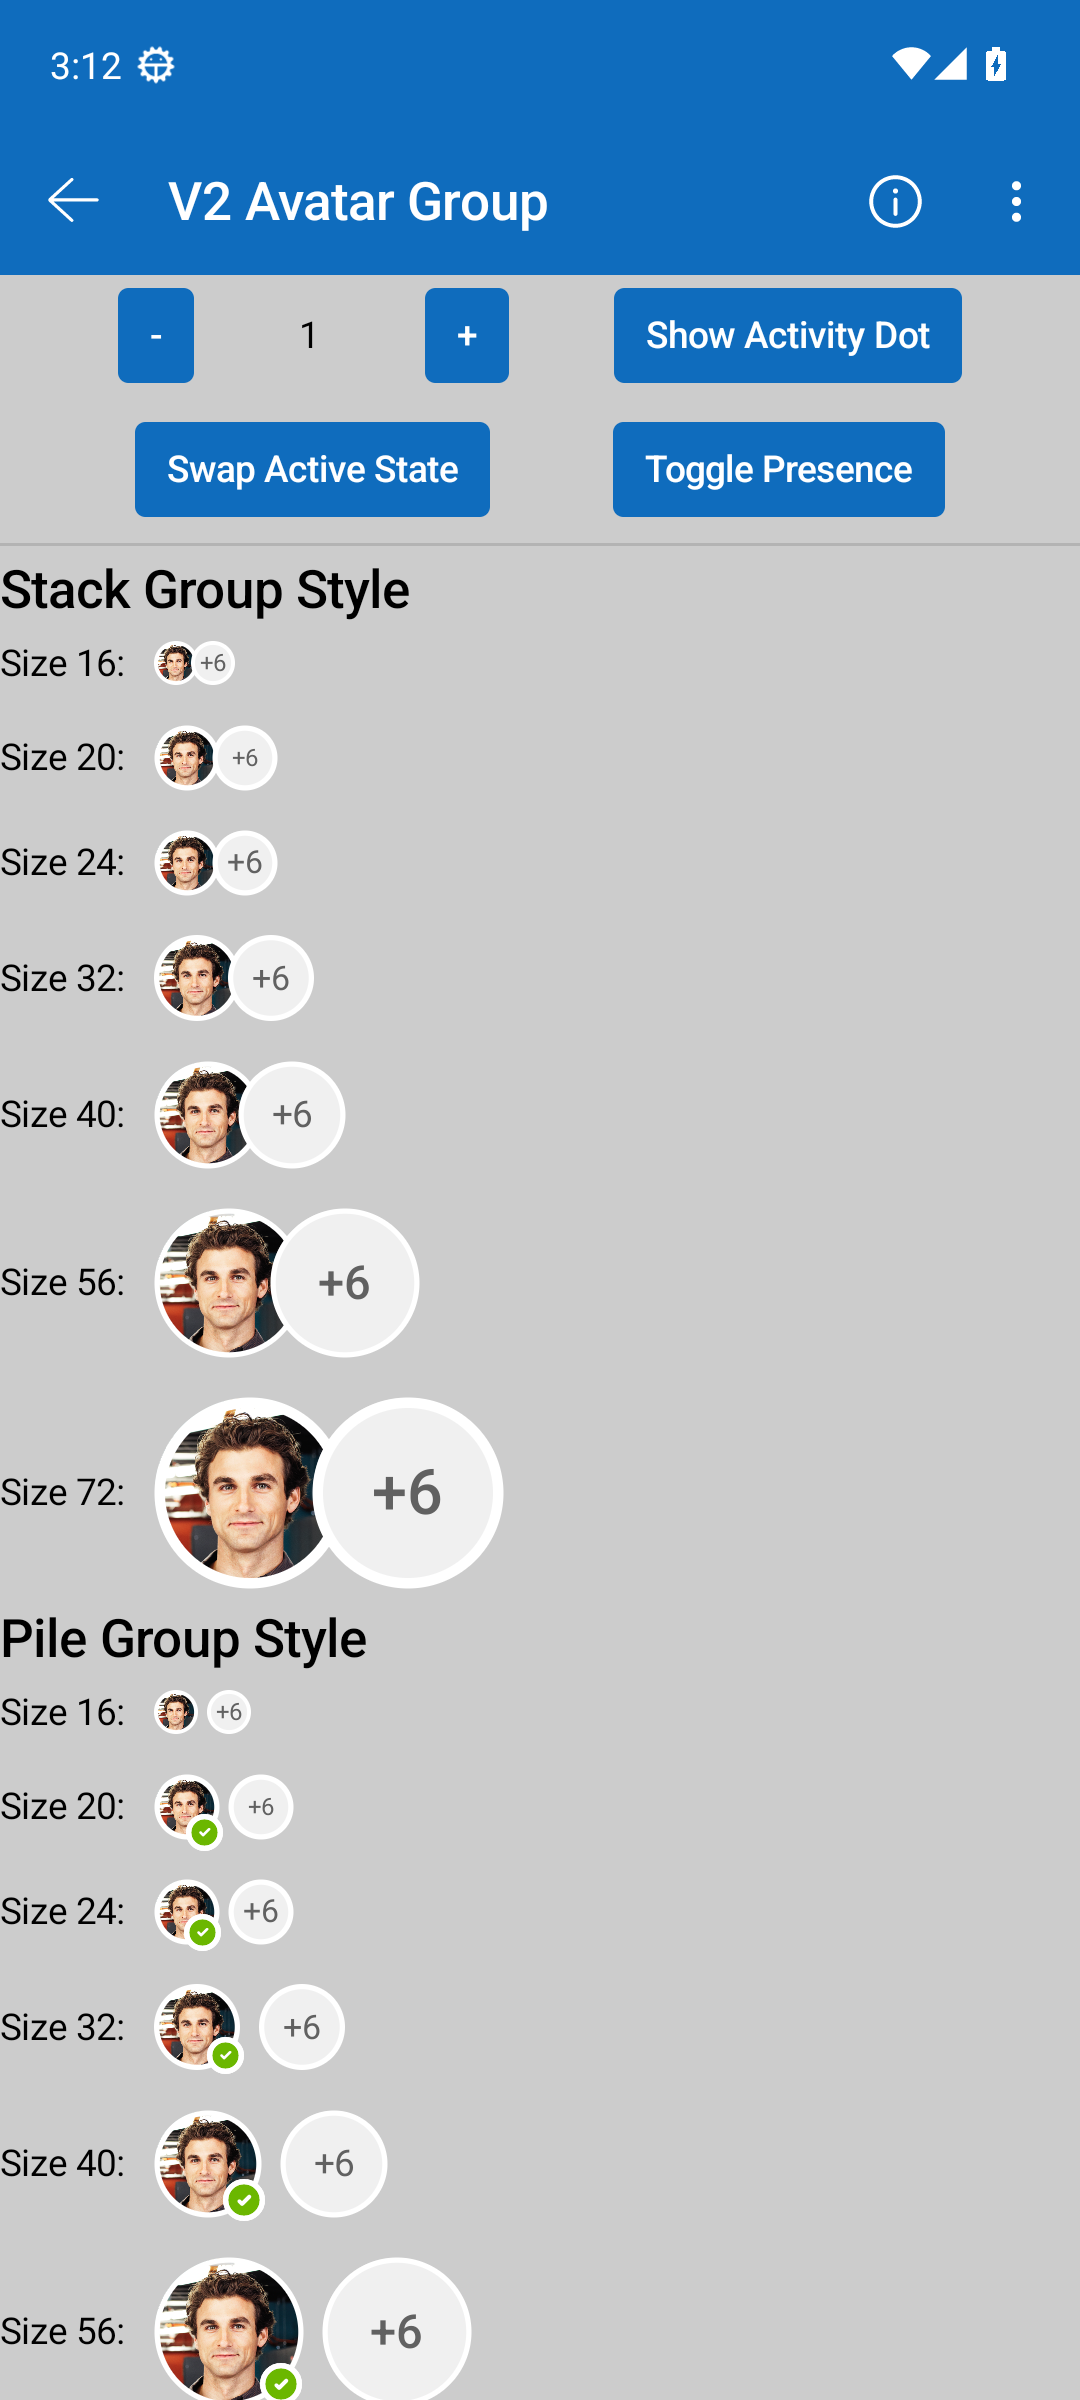 3:12
V2 Avatar Group
- 1 + Show Activity Dot
Swap Active State Toggle Presence
Stack Group Style
Size 16: +6
Size 20: +6
Size 24: +6
Size 32: +6
Size 40: +6
Size 56: +6
Size 72: +6
Pile Group Style
Size 16: +6
Size 20: +6
Size 24: +6
Size 32: +6
Size 40: +6
Size 56: +6